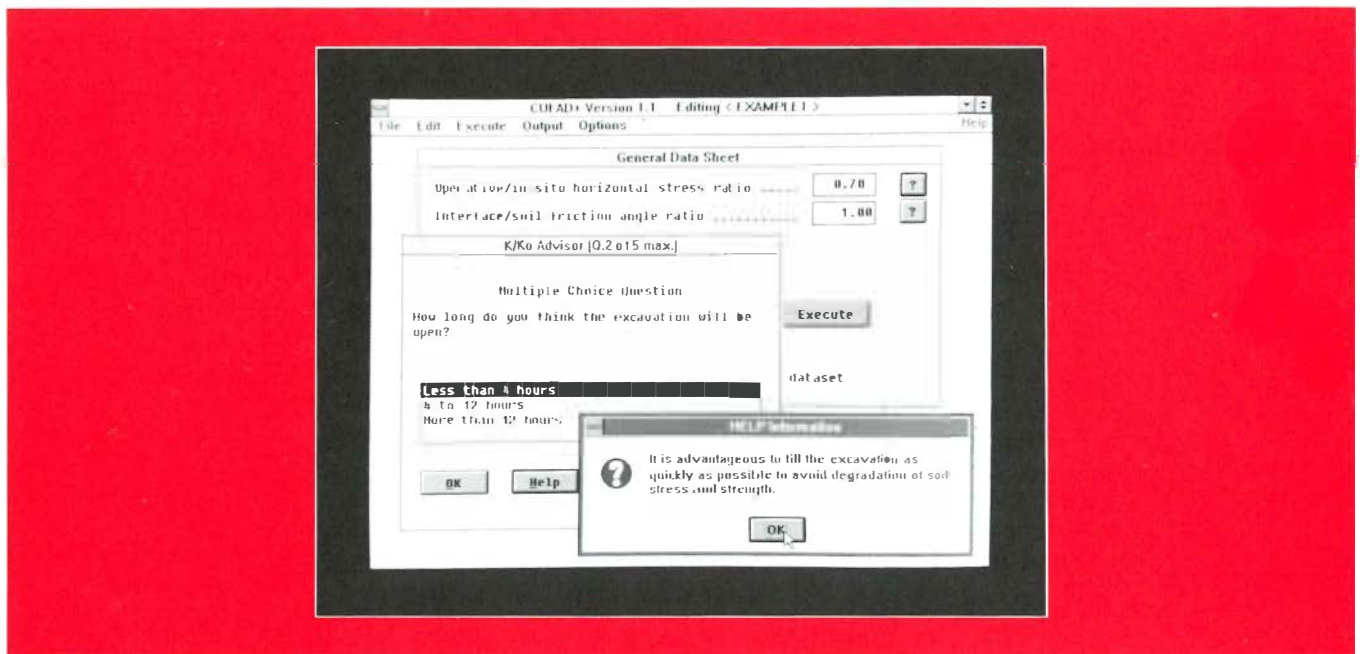 CUFAD+ Version 1.1 Editing < EXAMPLE1 >
File Edit Execute Output Options Help
General Data Sheet
Operative/in situ horizontal stress ratio 0.70 ?
Interface/soil friction angle ratio 1.00 ?
K/Ko Advisor [Q.2 of 5 max.]
Multiple Choice Question
How long do you think the excavation will be
open?
Execute
dataset
Less than 4 hours
4 to 12 hours
More than 12 hours
OK Help
HELP Information
It is advantageous to fill the excavation as
quickly as possible to avoid degradation of soil
stress and strength.
OK